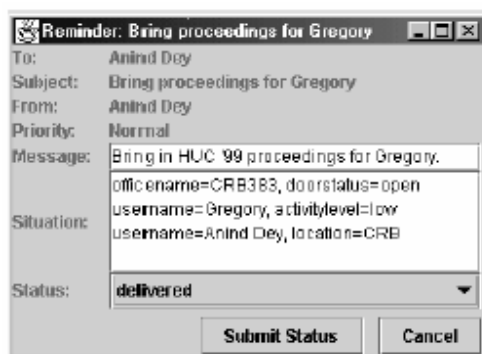 Reminder: Bring proceedings for Gregory
To: Anind Dey
Subject: Bring proceedings for Gregory
From: Anind Dey
Priority: Normal
Message: Bring in HUC '99 proceedings for Gregory.
Situation:
officename=CRB383, doorstatus=open
username=Gregory, activitylevel=low
username=Anind Dey, location=CRB
Status: delivered
Submit Status Cancel